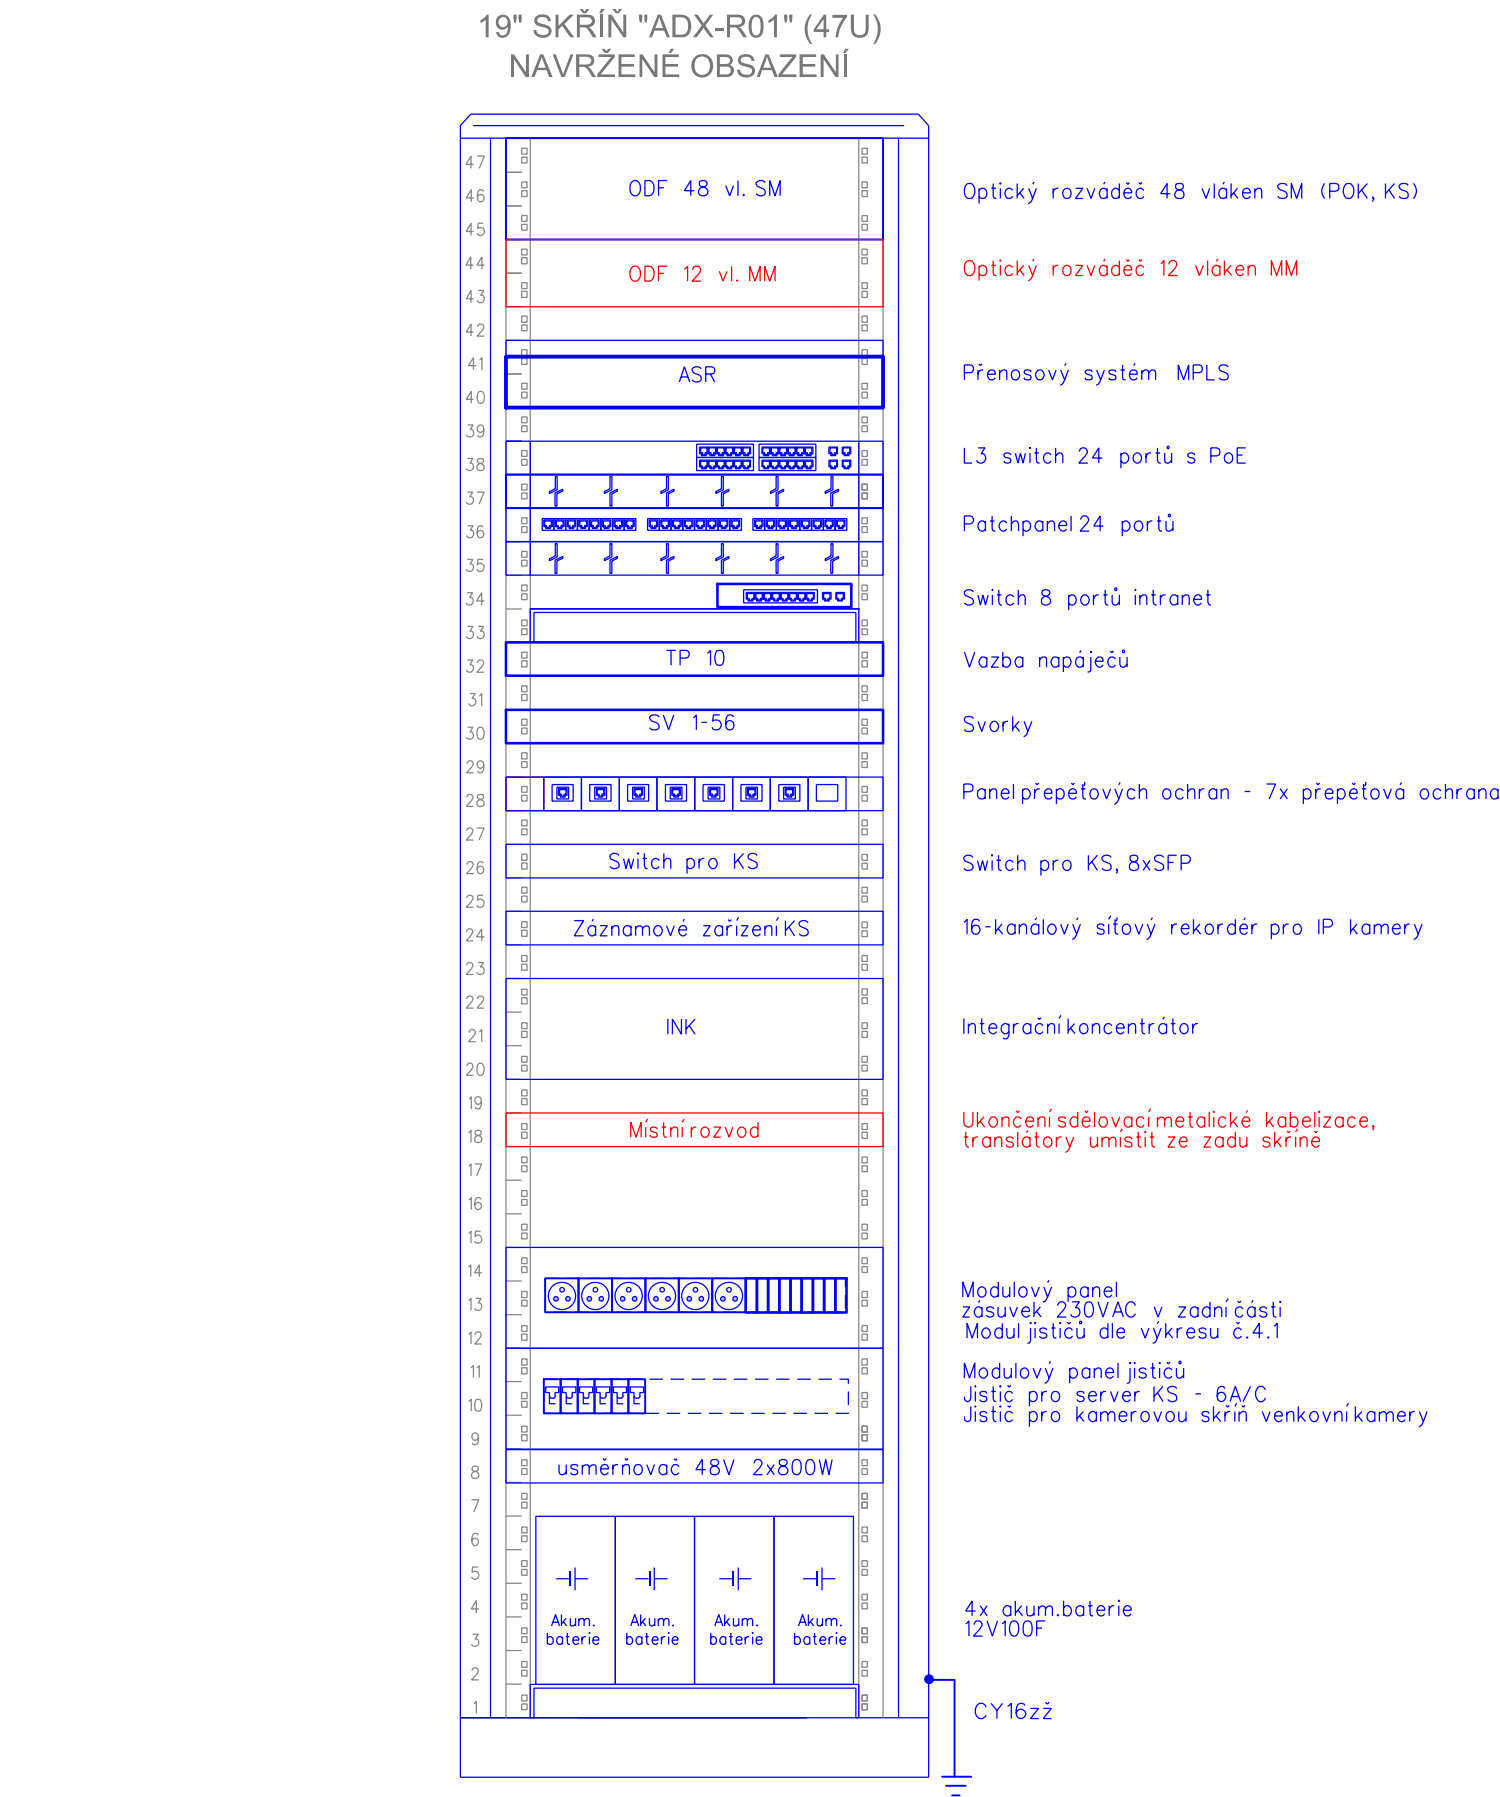 19" SKŘÍŇ "ADX-R01" (47U)
NAVRŽENÉ OBSAZENÍ
47
46
ODF 48 vl. SM
Optický rozváděč 48 vláken SM (POK, KS)
45
44
ODF 12 vl. MM
Optický rozváděč 12 vláken MM
43
42
41
ASR
Přenosový systém MPLS
40
39
38
L3 switch 24 portů s PoE
37
36
Patchpanel 24 portů
35
34
Switch 8 portů intranet
33
32
TP 10
Vazba napáječů
31
30
SV 1-56
Svorky
29
28
Panel přepěťových ochran - 7x přepěťová ochrana
27
26
Switch pro KS
Switch pro KS, 8xSFP
25
24
Záznamové zařízení KS
16-kanálový síťový rekordér pro IP kamery
23
22
21
INK
Integrační koncentrátor
20
19
18
Místní rozvod
Ukončení sdělovací metalické kabelizace,
translátory umístit ze zadu skříně
17
16
15
14
13
12
Modulový panel
zásuvek 230VAC v zadní části
Modul jističů dle výkresu č.4.1
11
10
9
Modulový panel jističů
Jistič pro server KS - 6A/C
Jistič pro kamerovou skříň venkovní kamery
8
usměrňovač 48V 2x800W
7
6
5
4
3
2
1
Akum.
baterie
Akum.
baterie
Akum.
baterie
Akum.
baterie
4x akum.baterie
12V100F
CY16zž